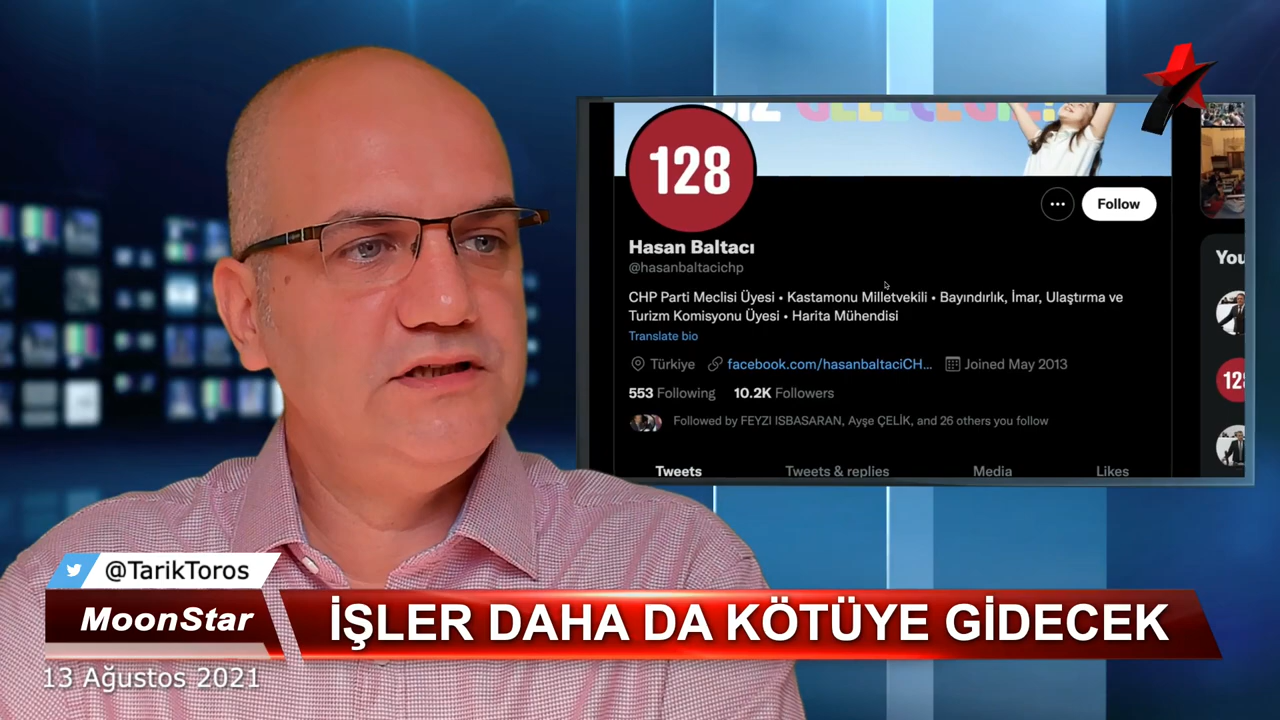 BİZ GELECEĞİZ!
128
Follow
Hasan Baltacı
@hasanbaltacichp
CHP Parti Meclisi Üyesi • Kastamonu Milletvekili • Bayındırlık, İmar, Ulaştırma ve
Turizm Komisyonu Üyesi • Harita Mühendisi
Translate bio
Türkiye facebook.com/hasanbaltaciCH... Joined May 2013
553 Following 10.2K Followers
Followed by FEYZI ISBASARAN, Ayşe ÇELİK, and 26 others you follow
Tweets Tweets & replies Media Likes
You
128
@TarikToros
MoonStar
İŞLER DAHA DA KÖTÜYE GİDECEK
13 Ağustos 2021